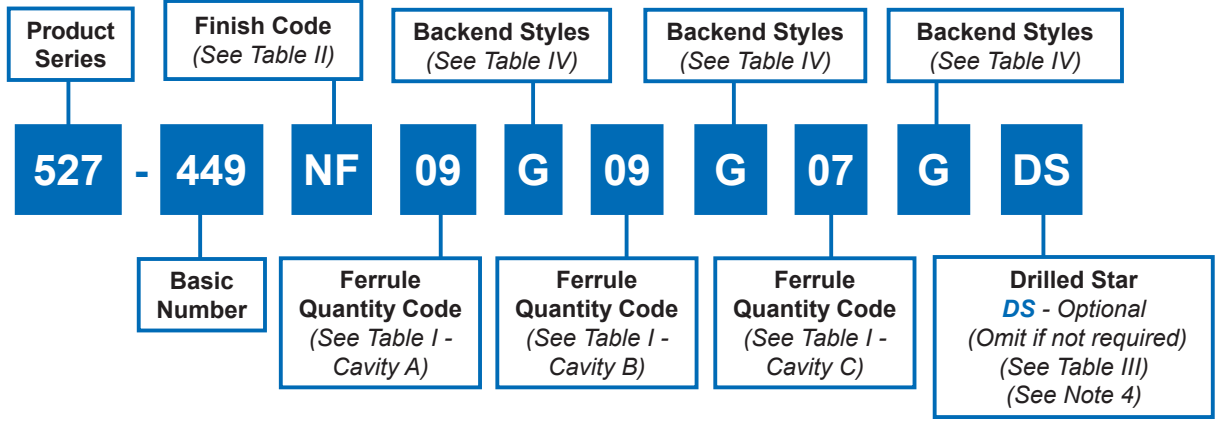 Product
Series
Finish Code
(See Table II)
Backend Styles
(See Table IV)
Backend Styles
(See Table IV)
Backend Styles
(See Table IV)
527 - 449 NF 09 G 09 G 07 G DS
Basic
Number
Ferrule
Quantity Code
(See Table I -
Cavity A)
Ferrule
Quantity Code
(See Table I -
Cavity B)
Ferrule
Quantity Code
(See Table I -
Cavity C)
Drilled Star
DS - Optional
(Omit if not required)
(See Table III)
(See Note 4)